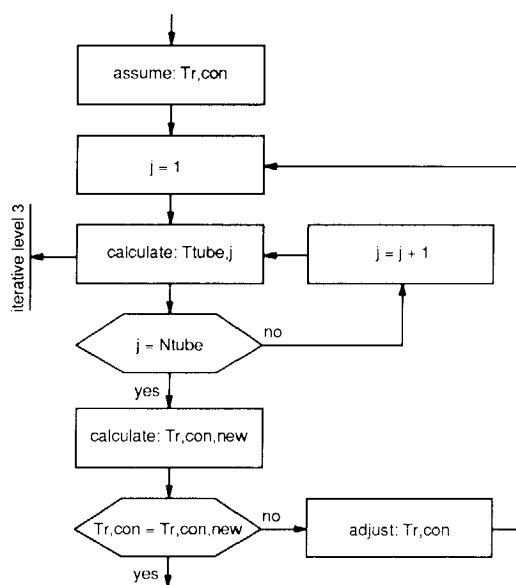 assume: Tr,con
j = 1
iterative level 3
calculate: Ttube,j
j = j + 1
j = Ntube
no
yes
calculate: Tr,con,new
Tr,con = Tr,con,new
no
adjust: Tr,con
yes